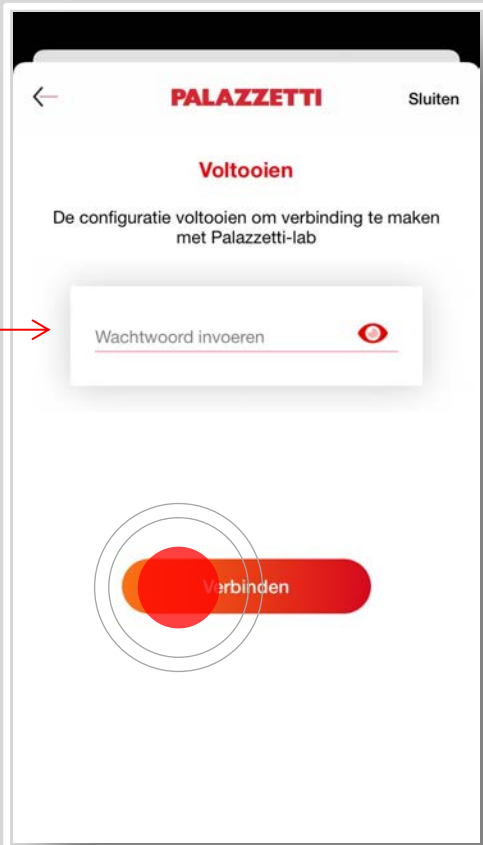 PALAZZETTI Sluiten
Voltooien
De configuratie voltooien om verbinding te maken
met Palazzetti-lab
Wachtwoord invoeren
Verbinden